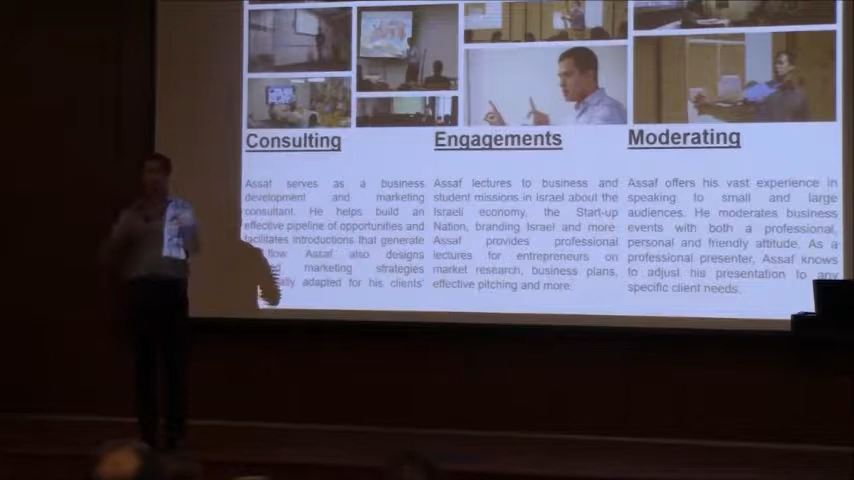 Consulting
Assaf serves as a business
development and marketing
consultant. He helps build an
effective pipeline of opportunities and
facilitates introductions that generate
flow Assaf also designs
marketing strategies
adapted for his clients'
Engagements
Assaf lectures to business and
student missions in Israel about the
Israeli economy, the Start-up
Nation, branding Israel and more.
Assaf provides professional
lectures for entrepreneurs on
market research, business plans,
effective pitching and more.
Moderating
Assaf offers his vast experience in
speaking to small and large
audiences. He moderates business
events with both a professional,
personal and friendly attitude. As a
professional presenter, Assaf knows
to adjust his presentation to any
specific client needs.